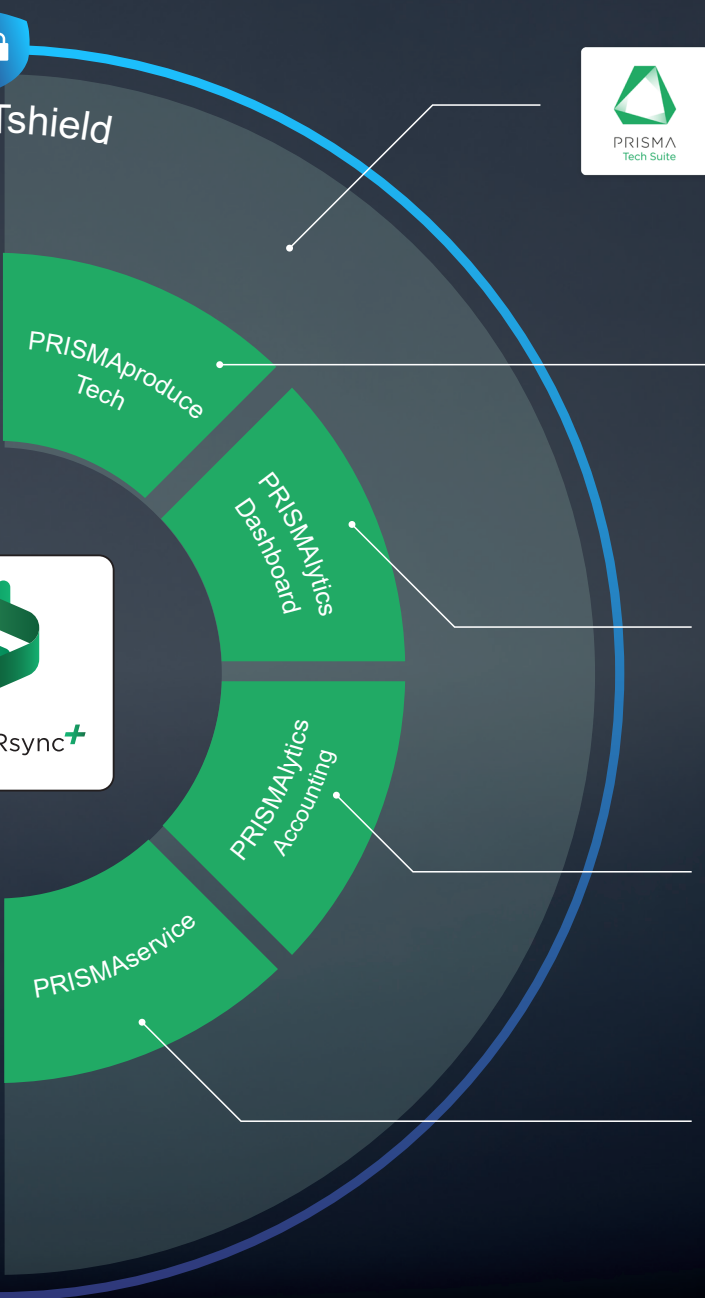 Tshield
PRISMA
Tech Suite
PRISMAproduce
Tech
PRISMAlytics
Dashboard
Rsync+
PRISMAlytics
Accounting
PRISMAservice